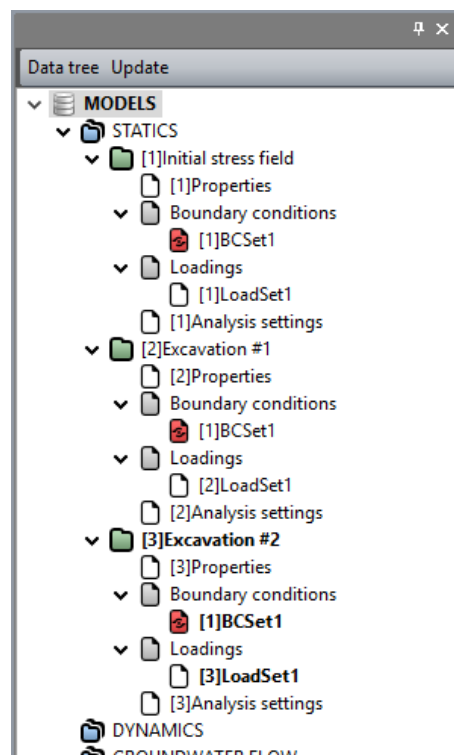 Data tree Update
MODELS
STATICS
[1]Initial stress field
[1]Properties
Boundary conditions
[1]BCSet1
Loadings
[1]LoadSet1
[1]Analysis settings
[2]Excavation #1
[2]Properties
Boundary conditions
[1]BCSet1
Loadings
[2]LoadSet1
[2]Analysis settings
[3]Excavation #2
[3]Properties
Boundary conditions
[1]BCSet1
Loadings
[3]LoadSet1
[3]Analysis settings
DYNAMICS
GROUNDWATER FLOW